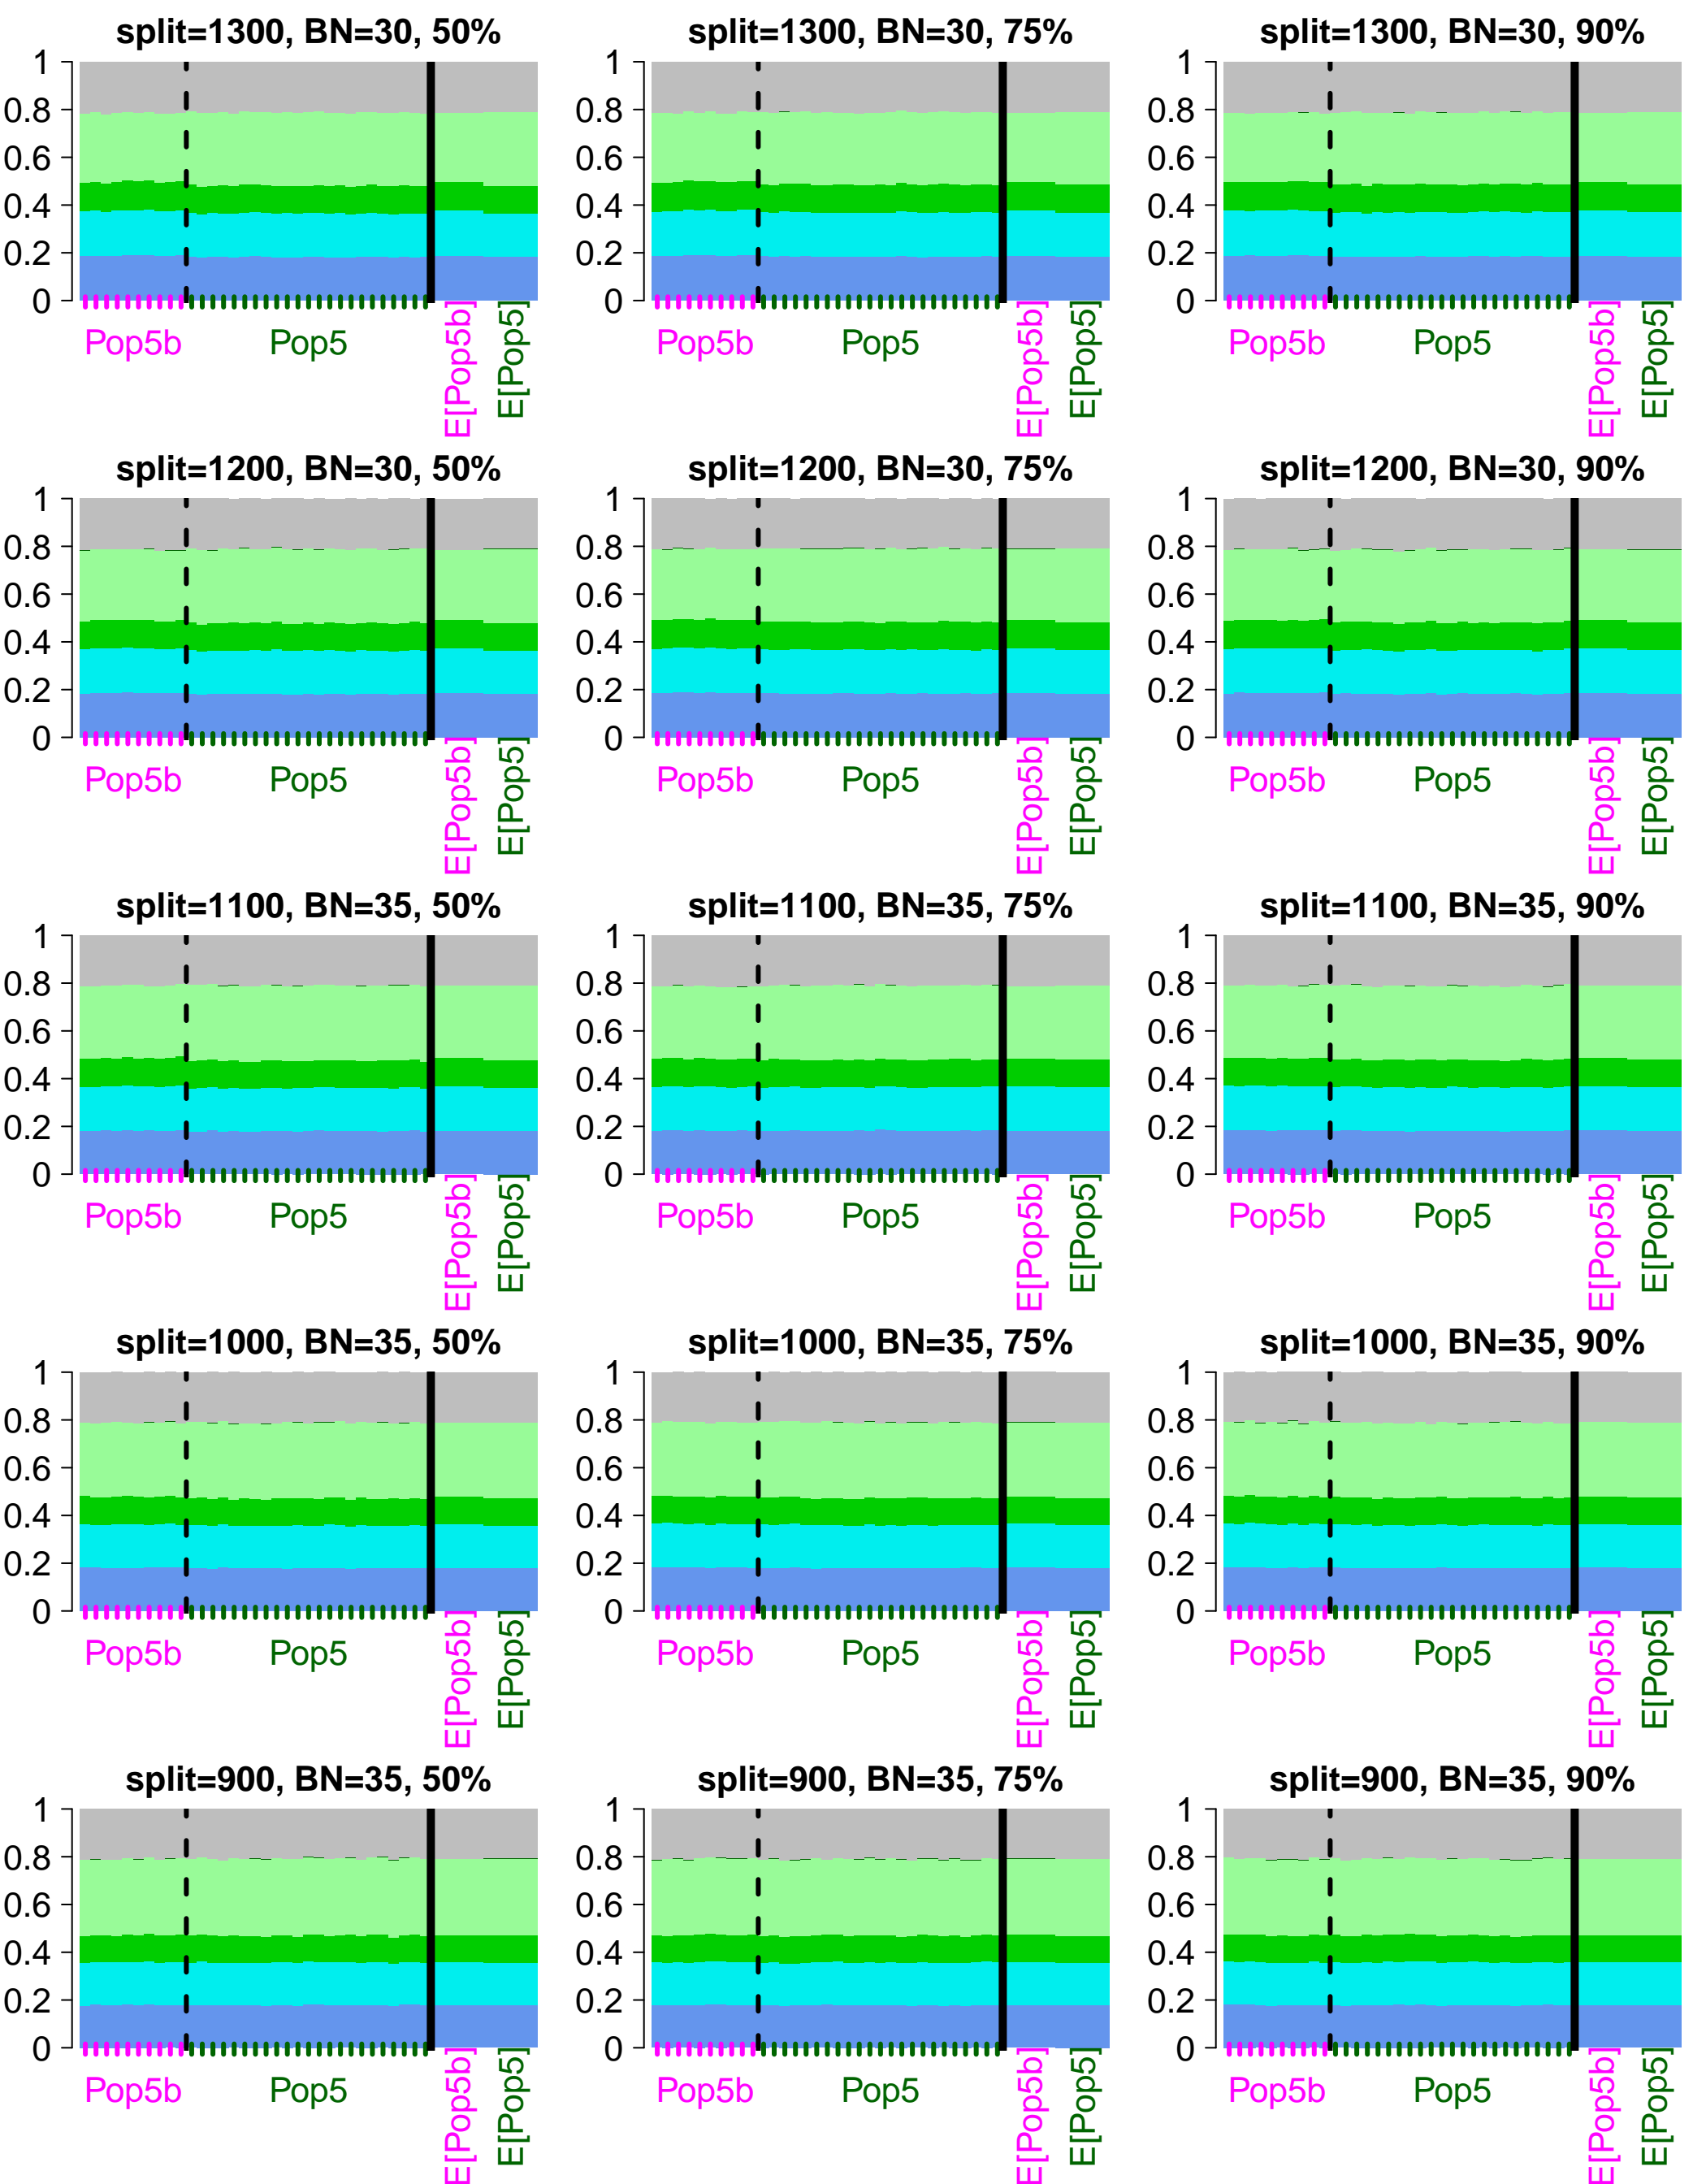 split=1300, BN=30, 50% split=1300, BN=30, 75% split=1300, BN=30, 90%
1 1 1
0.8 0.8 0.8
0.6 0.6 0.6
0.4 0.4 0.4
0.2 0.2 0.2
0 0 0
Pop5b Pop5 E[Pop5b] E[Pop5] Pop5b Pop5 E[Pop5b] E[Pop5] Pop5b Pop5 E[Pop5b] E[Pop5]
split=1200, BN=30, 50% split=1200, BN=30, 75% split=1200, BN=30, 90%
1 1 1
0.8 0.8 0.8
0.6 0.6 0.6
0.4 0.4 0.4
0.2 0.2 0.2
0 0 0
Pop5b Pop5 E[Pop5b] E[Pop5] Pop5b Pop5 E[Pop5b] E[Pop5] Pop5b Pop5 E[Pop5b] E[Pop5]
split=1100, BN=35, 50% split=1100, BN=35, 75% split=1100, BN=35, 90%
1 1 1
0.8 0.8 0.8
0.6 0.6 0.6
0.4 0.4 0.4
0.2 0.2 0.2
0 0 0
Pop5b Pop5 E[Pop5b] E[Pop5] Pop5b Pop5 E[Pop5b] E[Pop5] Pop5b Pop5 E[Pop5b] E[Pop5]
split=1000, BN=35, 50% split=1000, BN=35, 75% split=1000, BN=35, 90%
1 1 1
0.8 0.8 0.8
0.6 0.6 0.6
0.4 0.4 0.4
0.2 0.2 0.2
0 0 0
Pop5b Pop5 E[Pop5b] E[Pop5] Pop5b Pop5 E[Pop5b] E[Pop5] Pop5b Pop5 E[Pop5b] E[Pop5]
split=900, BN=35, 50% split=900, BN=35, 75% split=900, BN=35, 90%
1 1 1
0.8 0.8 0.8
0.6 0.6 0.6
0.4 0.4 0.4
0.2 0.2 0.2
0 0 0
Pop5b Pop5 E[Pop5b] E[Pop5] Pop5b Pop5 E[Pop5b] E[Pop5] Pop5b Pop5 E[Pop5b] E[Pop5]